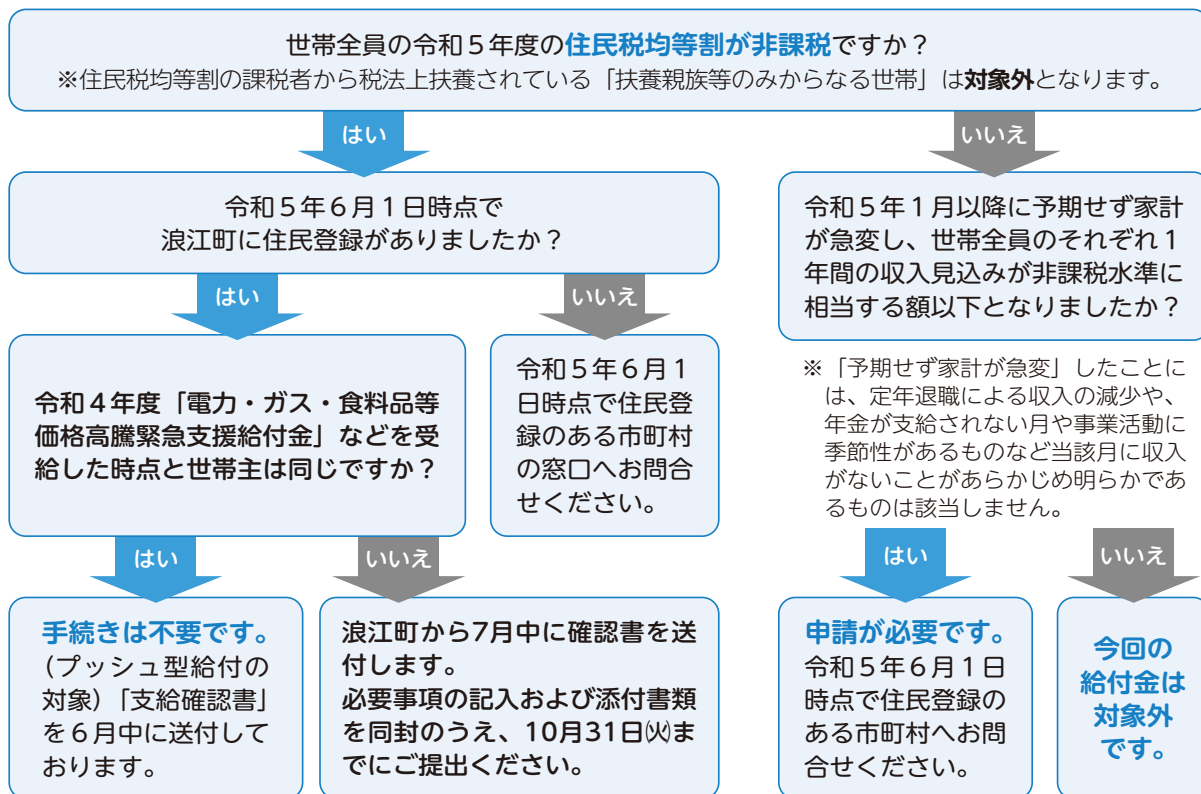 世帯全員の令和５年度の住民税均等割が非課税ですか？
※住民税均等割の課税者から税法上扶養されている「扶養親族等のみからなる世帯」は対象外となります。
はい
いいえ
令和５年６月１日時点で
浪江町に住民登録がありましたか？
はい
いいえ
令和４年度「電力・ガス・食料品等
価格高騰緊急支援給付金」などを受
給した時点と世帯主は同じですか？
令和５年６月１
日時点で住民登
録のある市町村
の窓口へお問合
せください。
はい
いいえ
手続きは不要です。
（プッシュ型給付の
対象）「支給確認書」
を６月中に送付して
おります。
浪江町から7月中に確認書を送
付します。
必要事項の記入および添付書類
を同封のうえ、10月31日㈫ま
でにご提出ください。
令和５年１月以降に予期せず家計
が急変し、世帯全員のそれぞれ１
年間の収入見込みが非課税水準に
相当する額以下となりましたか？
※「予期せず家計が急変」したことに
は、定年退職による収入の減少や、
年金が支給されない月や事業活動に
季節性があるものなど当該月に収入
がないことがあらかじめ明らかであ
るものは該当しません。
はい
いいえ
申請が必要です。
令和５年６月１日
時点で住民登録の
ある市町村へお問
合せください。
今回の
給付金は
対象外
です。